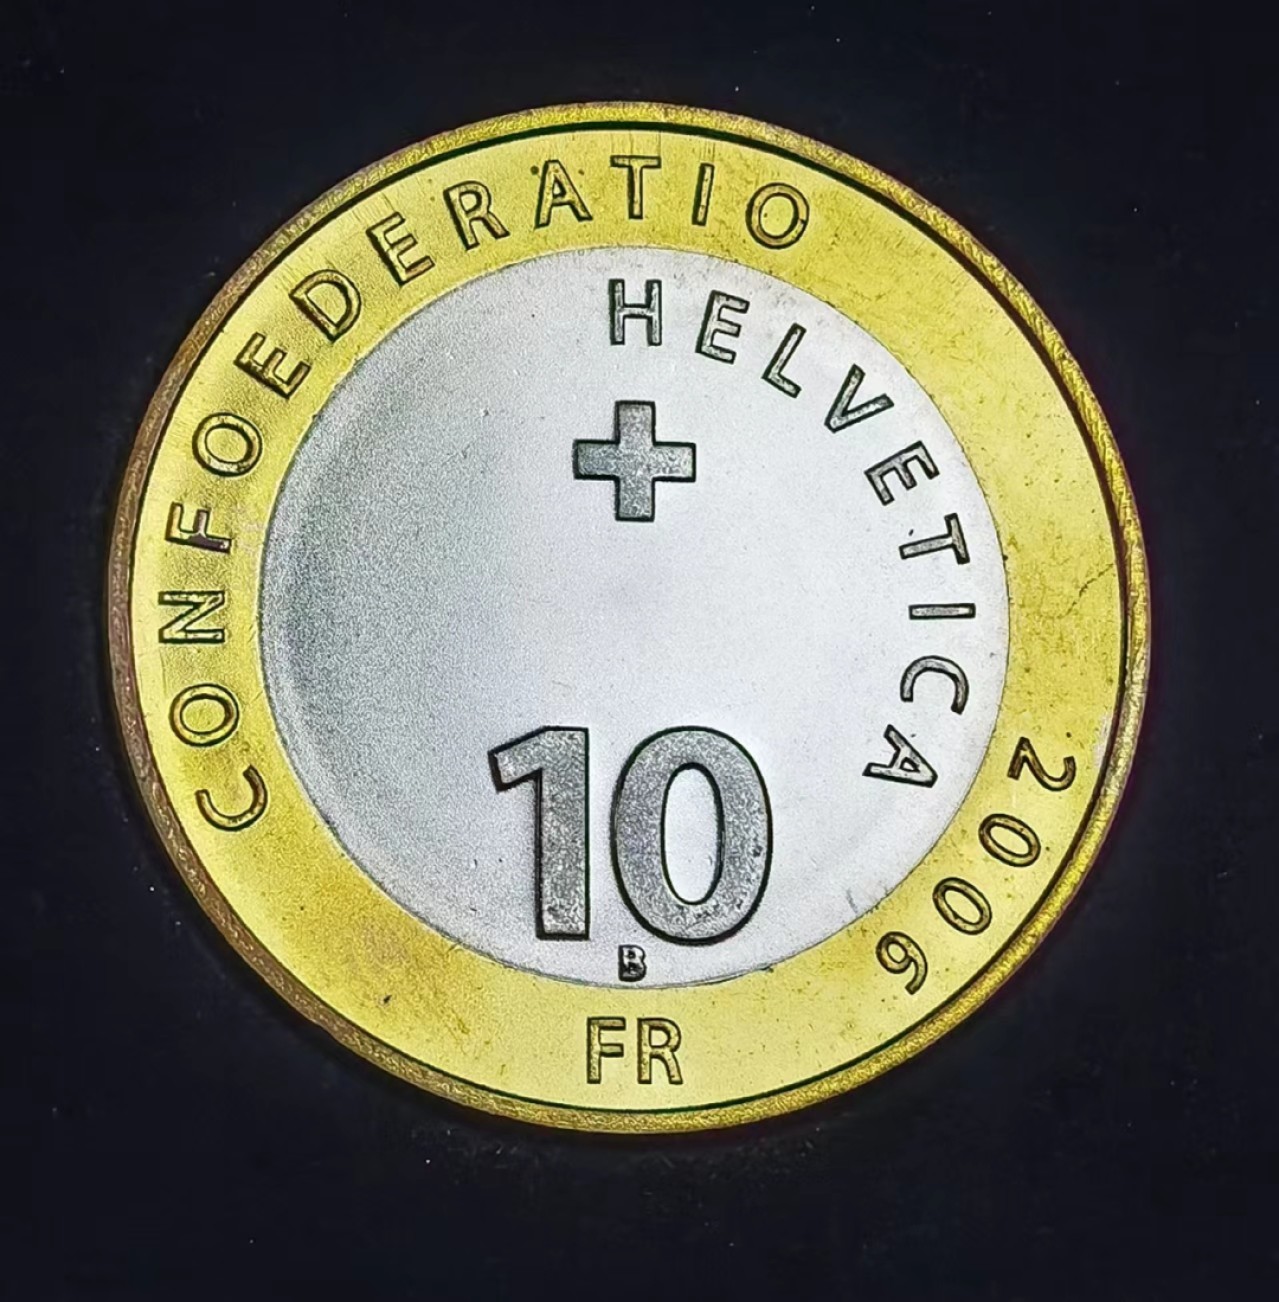 CONFOEDERATIO
HELVETICA
2006
10
B
FR